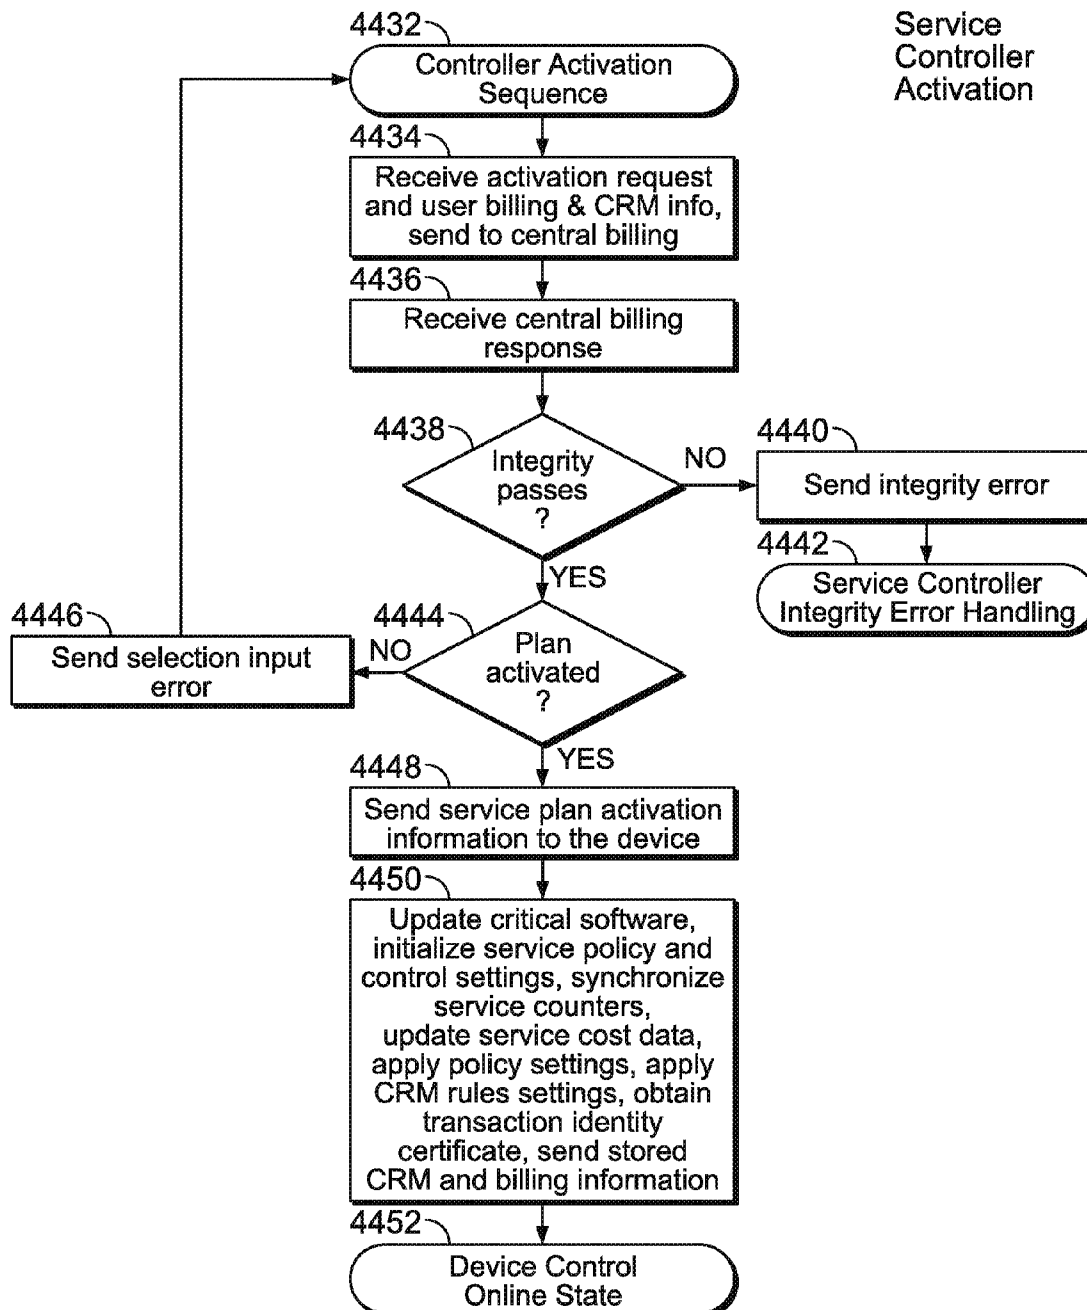 4432
Controller Activation
Sequence
Service
Controller
Activation
4434
Receive activation request
and user billing & CRM info,
send to central billing
4436
Receive central billing
response
4438
Integrity
passes
?
NO
4440
Send integrity error
4442
Service Controller
Integrity Error Handling
YES
4444
Plan
activated
?
NO
4446
Send selection input
error
YES
4448
Send service plan activation
information to the device
4450
Update critical software,
initialize service policy and
control settings, synchronize
service counters,
update service cost data,
apply policy settings, apply
CRM rules settings, obtain
transaction identity
certificate, send stored
CRM and billing information
4452
Device Control
Online State